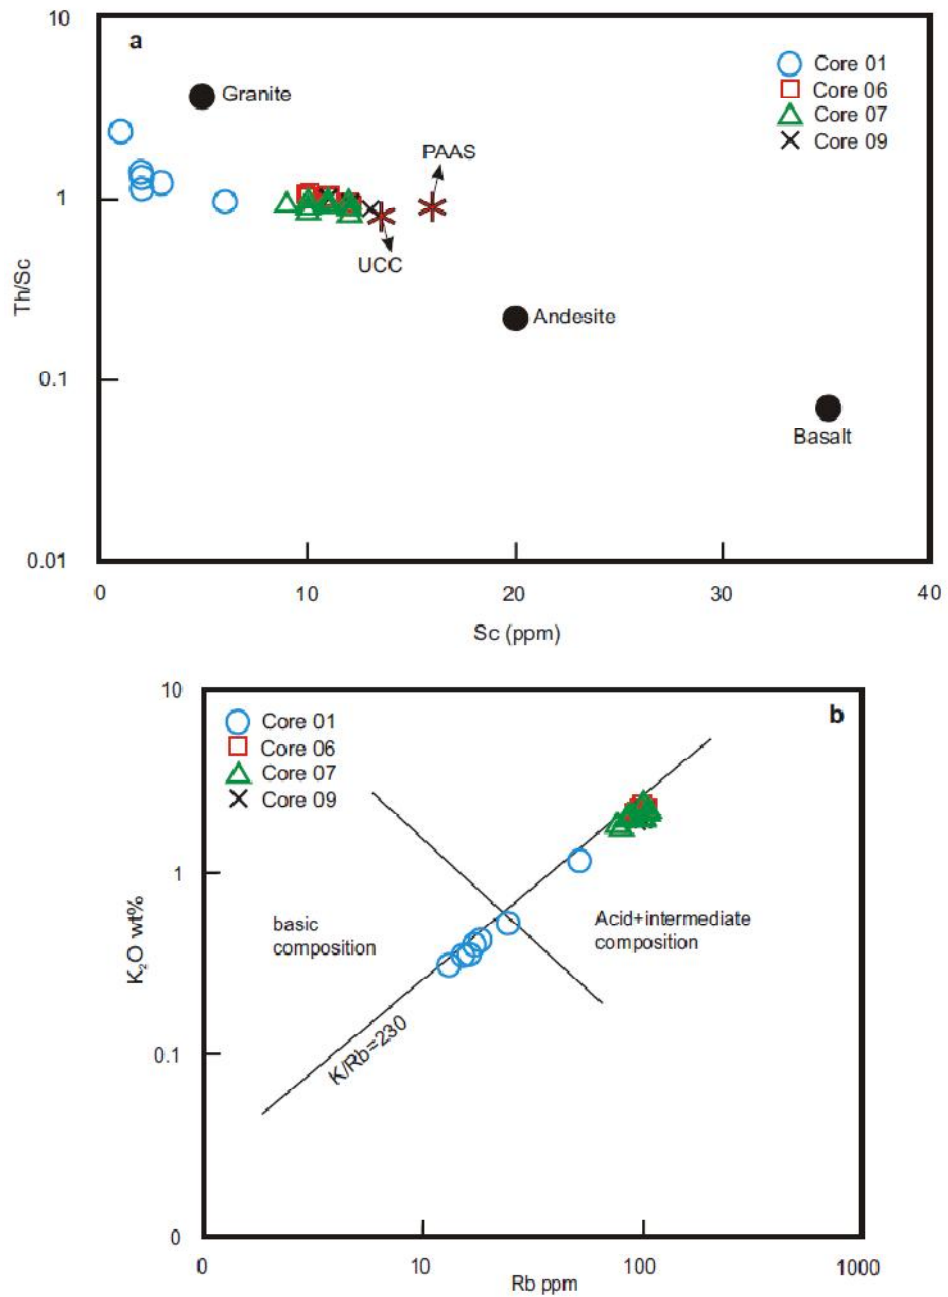 10
a
Core 01
Granite
Core 06
Core 07
Core 09
PAAS
1
UCC
Th/Sc
Andesite
0.1
Basalt
0.01
0
10
20
30
40
Sc (ppm)
10
b
Core 01
Core 06
Core 07
Core 09
1
K₂O wt%
basic
composition
Acid+intermediate
composition
K/Rb=230
0.1
0
0
10
100
1000
Rb ppm